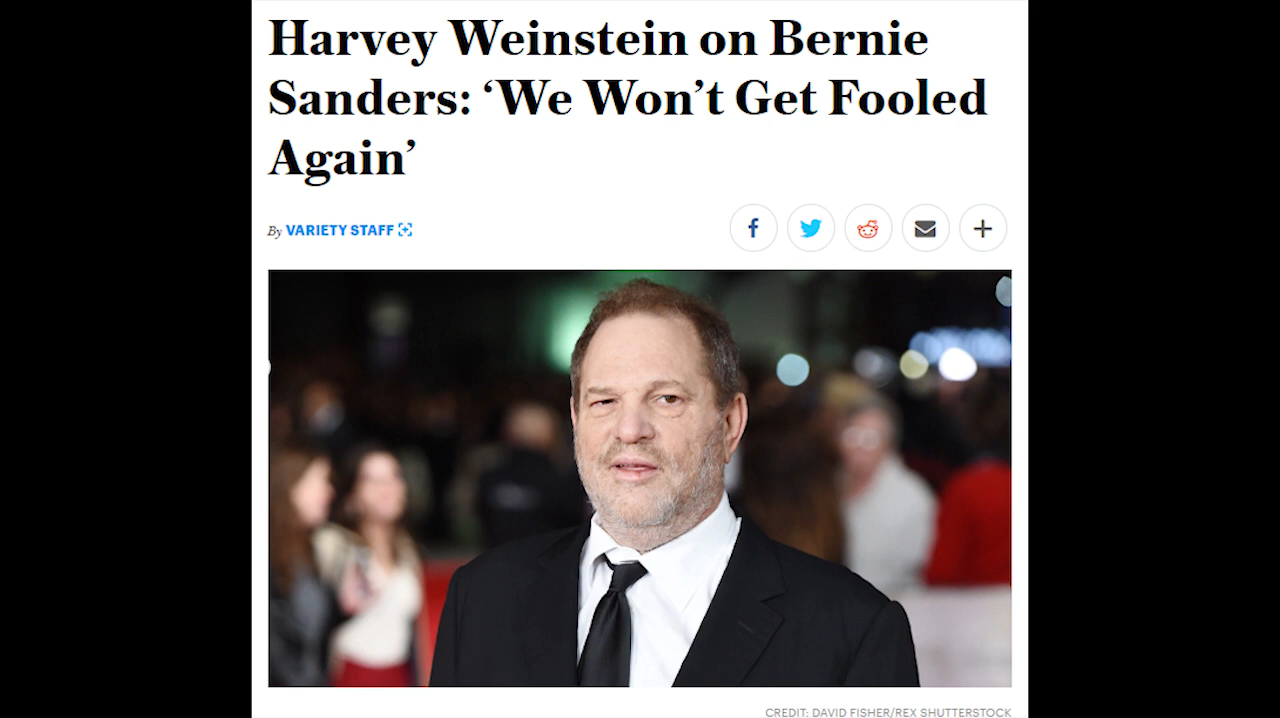 Harvey Weinstein on Bernie
Sanders: ‘We Won’t Get Fooled
Again’
By VARIETY STAFF
CREDIT: DAVID FISHER/REX SHUTTERSTOCK